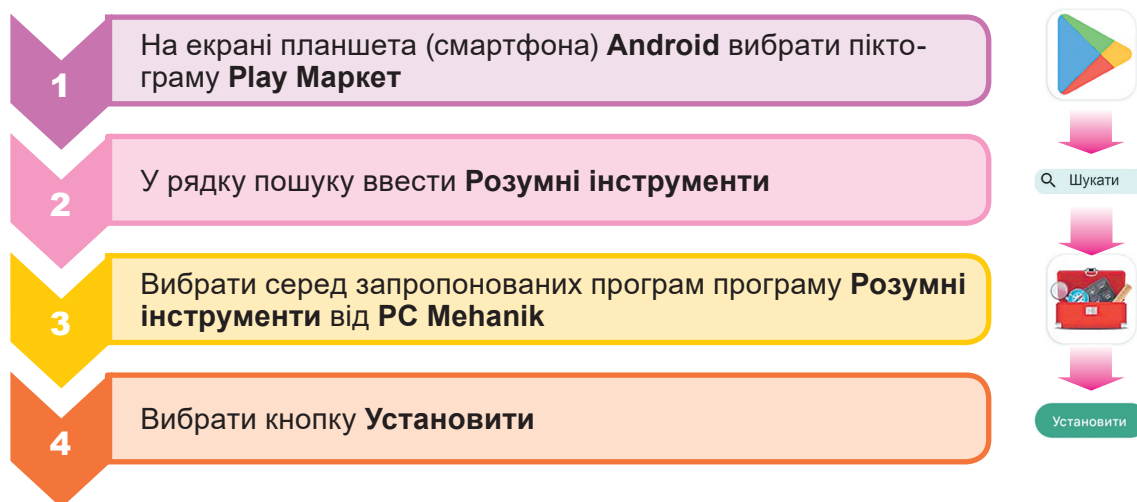 1
На екрані планшета (смартфона) Android вибрати пікто-
граму Play Маркет
2
У рядку пошуку ввести Розумні інструменти
Шукати
3
Вибрати серед запропонованих програм програму Розумні
інструменти від PC Mehanik
4
Вибрати кнопку Установити
Установити